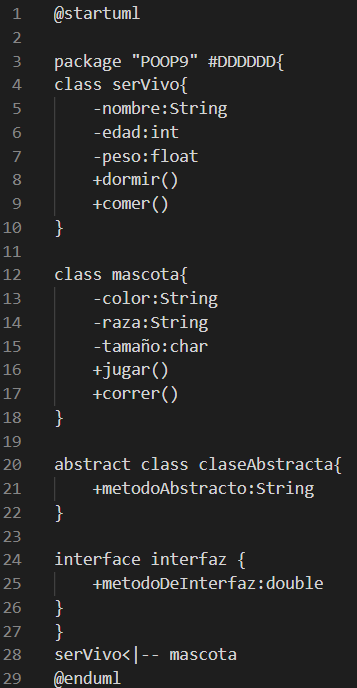 1 @startuml
2
3 package "POOP9" #DDDDDD{
4 class serVivo{
5     -nombre:String
6     -edad:int
7     -peso:float
8     +dormir()
9     +comer()
10 }
11
12 class mascota{
13     -color:String
14     -raza:String
15     -tamaño:char
16     +jugar()
17     +correr()
18 }
19
20 abstract class claseAbstracta{
21     +metodoAbstracto:String
22 }
23
24 interface interfaz {
25     +metodoDeInterfaz:double
26 }
27 }
28 serVivo<|-- mascota
29 @enduml